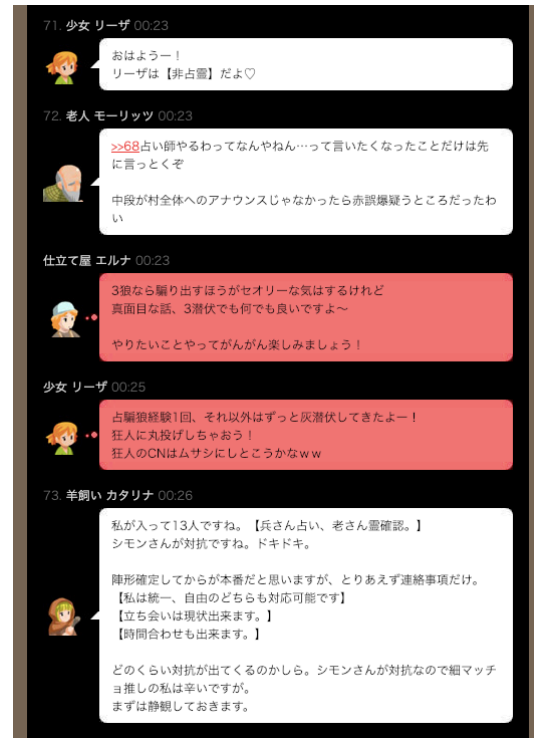 71. 少女 リーザ 00:23
おはようー！
リーザは【非占霊】だよ♡
72. 老人 モーリッツ 00:23
>>68占い師やるわってなんやねん…って言いたくなったことだけは先
に言っとくぞ
中段が村全体へのアナウンスじゃなかったら赤誤爆疑うところだったわ
い
仕立て屋 エルナ 00:23
3狼なら騙り出すほうがセオリーな気はするけれど
真面目な話、3潜伏でも何でも良いですよ〜
やりたいことやってがんがん楽しみましょう！
少女 リーザ 00:25
占騙狼経験1回、それ以外はずっと灰潜伏してきたよー！
狂人に丸投げしちゃおう！
狂人のCNはムサシにしとこうかなｗｗ
73. 羊飼い カタリナ 00:26
私が入って13人ですね。【兵さん占い、老さん霊確認。】
シモンさんが対抗ですね。ドキドキ。
陣形確定してからが本番だと思いますが、とりあえず連絡事項だけ。
【私は統一、自由のどちらも対応可能です】
【立ち会いは現状出来ます。】
【時間合わせも出来ます。】
どのくらい対抗が出てくるのかしら。シモンさんが対抗なので細マッチ
ョ推しの私は辛いですが。
まずは静観しておきます。